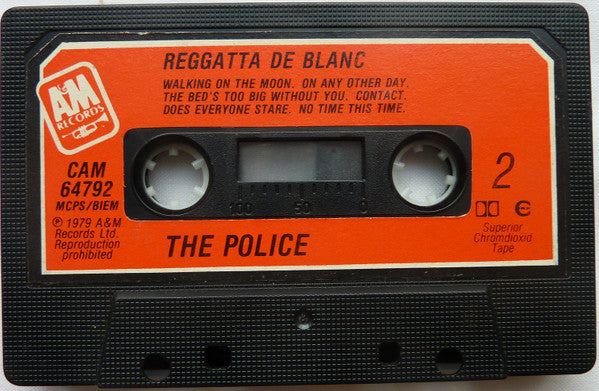 REGGATTA DE BLANC
WALKING ON THE MOON. ON ANY OTHER DAY.
THE BED'S TOO BIG WITHOUT YOU. CONTACT.
DOES EVERYONE STARE. NO TIME THIS TIME.
A&M
RECORDS
CAM
64792
MCPS/BIEM
℗ 1979 A&M
Records Ltd.
Reproduction
prohibited
100 50 0
2
Superior
Chromdioxid
Tape
THE POLICE